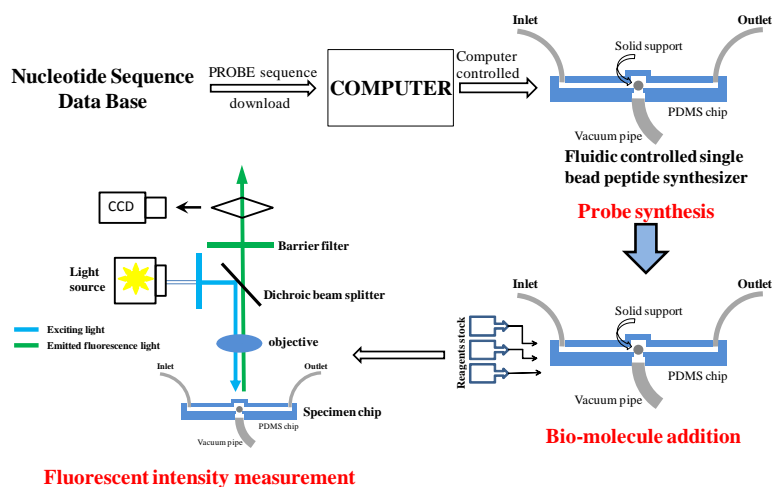 Inlet
Outlet
Solid support
Nucleotide Sequence
Data Base
PROBE sequence
download
COMPUTER
Computer
controlled
PDMS chip
Vacuum pipe
Fluidic controlled single
bead peptide synthesizer
Probe synthesis
CCD
Barrier filter
Light
source
Dichroic beam splitter
Exciting light
Emitted fluorescence light
objective
Inlet
Outlet
Specimen chip
PDMS chip
Vacuum pipe
Fluorescent intensity measurement
Inlet
Outlet
Solid support
Reagents stock
PDMS chip
Vacuum pipe
Bio-molecule addition